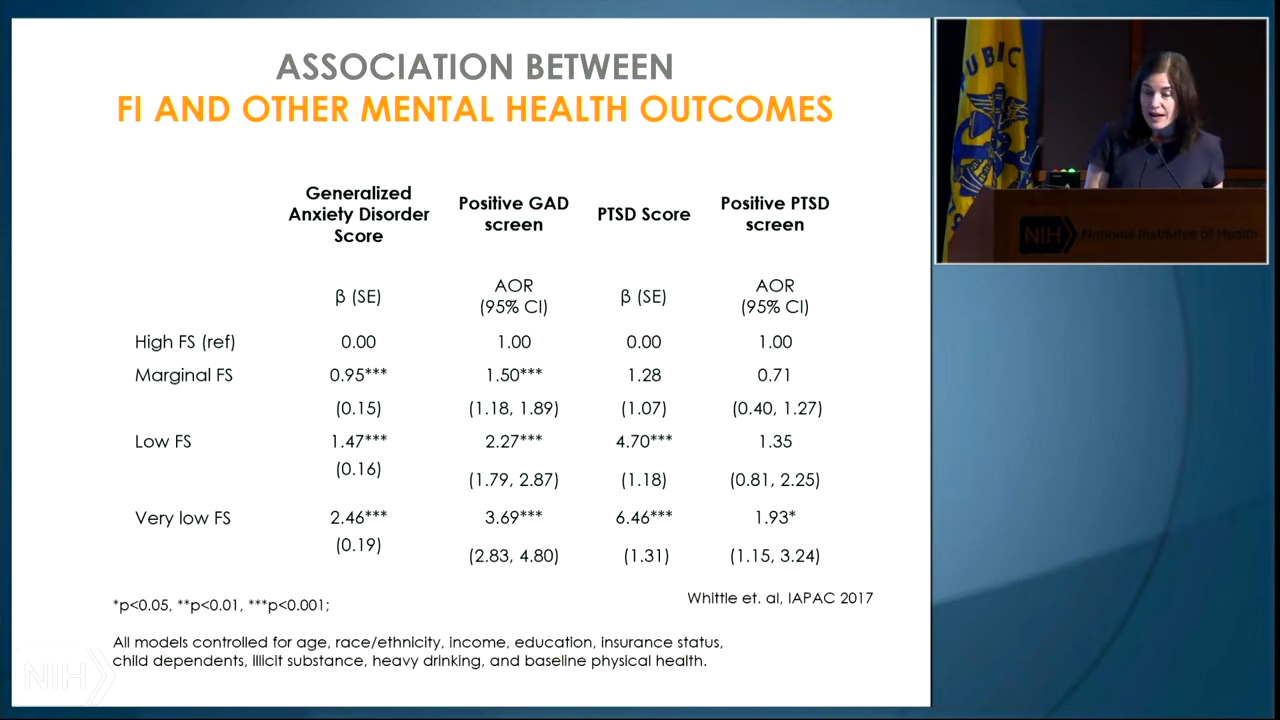 ASSOCIATION BETWEEN
FI AND OTHER MENTAL HEALTH OUTCOMES
Generalized
Anxiety Disorder
Score
Positive GAD
screen
PTSD Score
Positive PTSD
screen
β (SE)
AOR
(95% CI)
β (SE)
AOR
(95% CI)
High FS (ref) 0.00 1.00 0.00 1.00
Marginal FS 0.95*** 1.50*** 1.28 0.71
(0.15) (1.18, 1.89) (1.07) (0.40, 1.27)
Low FS 1.47*** 2.27*** 4.70*** 1.35
(0.16) (1.79, 2.87) (1.18) (0.81, 2.25)
Very low FS 2.46*** 3.69*** 6.46*** 1.93*
(0.19) (2.83, 4.80) (1.31) (1.15, 3.24)
*p<0.05, **p<0.01, ***p<0.001;
Whittle et. al, IAPAC 2017
All models controlled for age, race/ethnicity, income, education, insurance status,
child dependents, illicit substance, heavy drinking, and baseline physical health.
NIH
PUBLIC
NIH National Institutes of Health